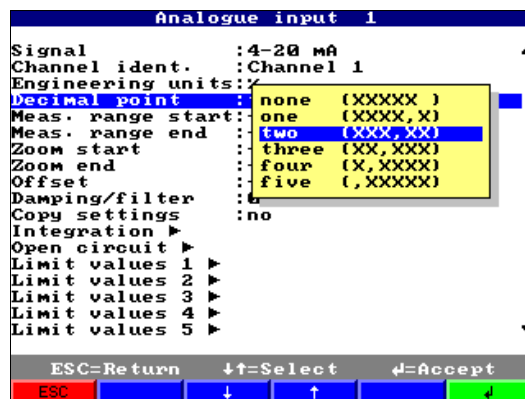 Analogue input 1
Signal :4-20 mA
Channel ident. :Channel 1
Engineering units:%
Decimal point :
none (XXXXX )
Meas. range start:
one (XXXX,X)
Meas. range end :
two (XXX,XX)
Zoom start :
three (XX,XXX)
Zoom end :
four (X,XXXX)
Offset :
five (,XXXXX)
Damping/filter :0
Copy settings :no
Integration ►
Open circuit ►
Limit values 1 ►
Limit values 2 ►
Limit values 3 ►
Limit values 4 ►
Limit values 5 ►
ESC=Return ↓↑=Select ↲=Accept
ESC ↓ ↑ ↲